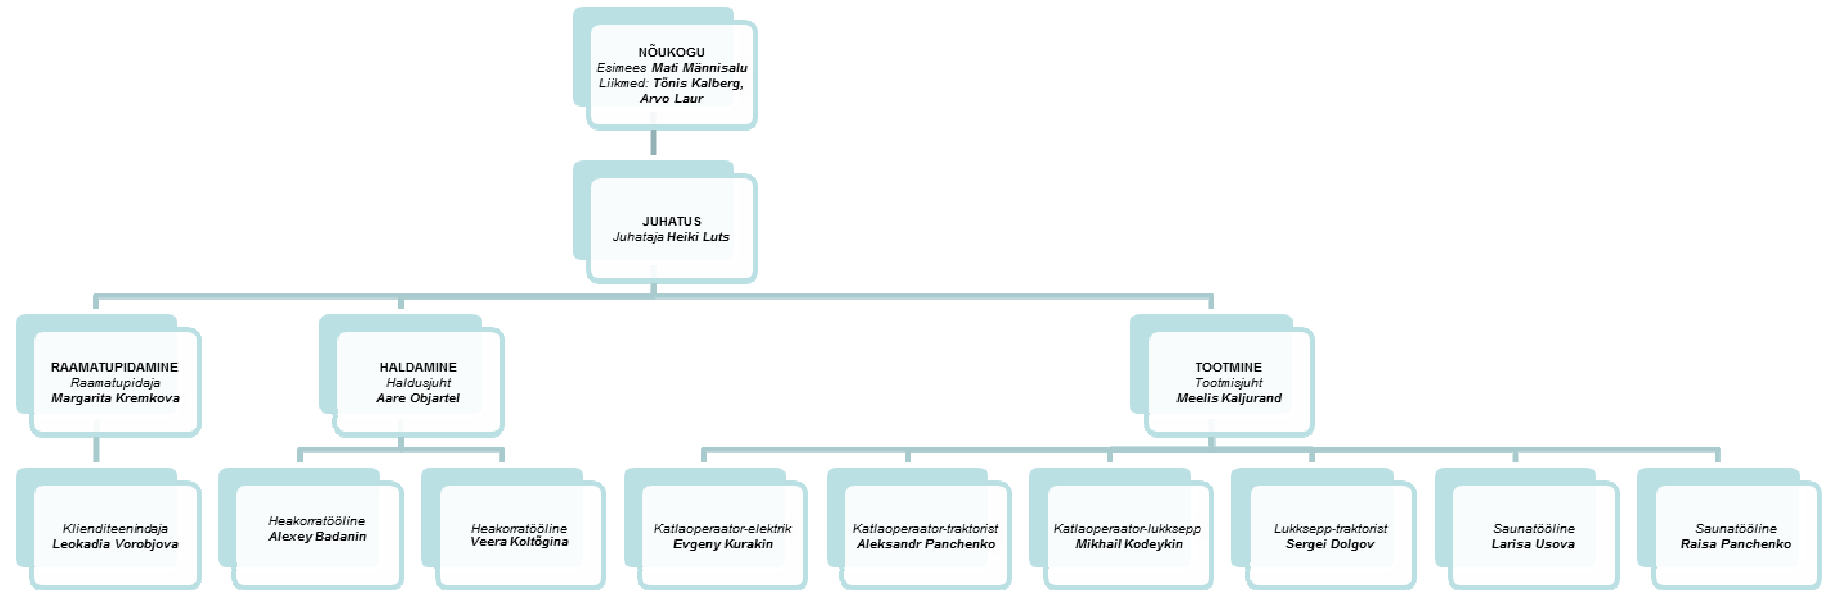 NÕUKOGU
Esimees Mati Männisalu
Liikmed: Tõnis Kalberg,
Arvo Laur
JUHATUS
Juhataja Heiki Luts
RAAMATUPIDAMINE
Raamatupidaja
Margarita Kremkova
HALDAMINE
Haldusjuht
Aare Objartel
TOOTMINE
Tootmisjuht
Meelis Kaljurand
Klienditeenindaja
Leokadia Vorobjova
Heakorratööline
Alexey Badanin
Heakorratööline
Veera Koltõgina
Katlaoperaator-elektrik
Evgeny Kurakin
Katlaoperaator-traktorist
Aleksandr Panchenko
Katlaoperaator-lukksepp
Mikhail Kodeykin
Lukksepp-traktorist
Sergei Dolgov
Saunatööline
Larisa Usova
Saunatööline
Raisa Panchenko